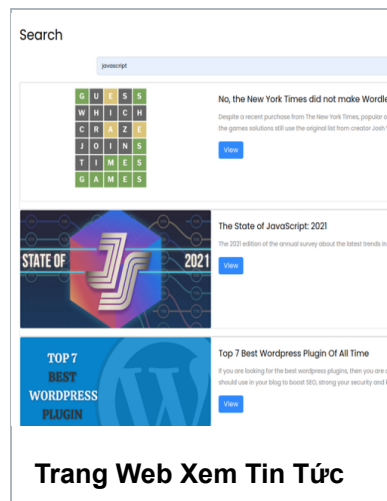 Search
javascript
G U E S S
W H I C H
C R A Z E
J O I N S
T I M E S
G A M E S
No, the New York Times did not make Wordle
Despite a recent purchase from The New York Times, popular o
the games solutions still use the original list from creator Josh
View
STATE OF JS 2021
The State of JavaScript: 2021
The 2021 edition of the annual survey about the latest trends in
View
TOP 7
BEST
WORDPRESS
PLUGIN
Top 7 Best Wordpress Plugin Of All Time
If you are looking for the best wordpress plugins, then you are
should use in your blog to boost SEO, strong your security and
View
Trang Web Xem Tin Tức